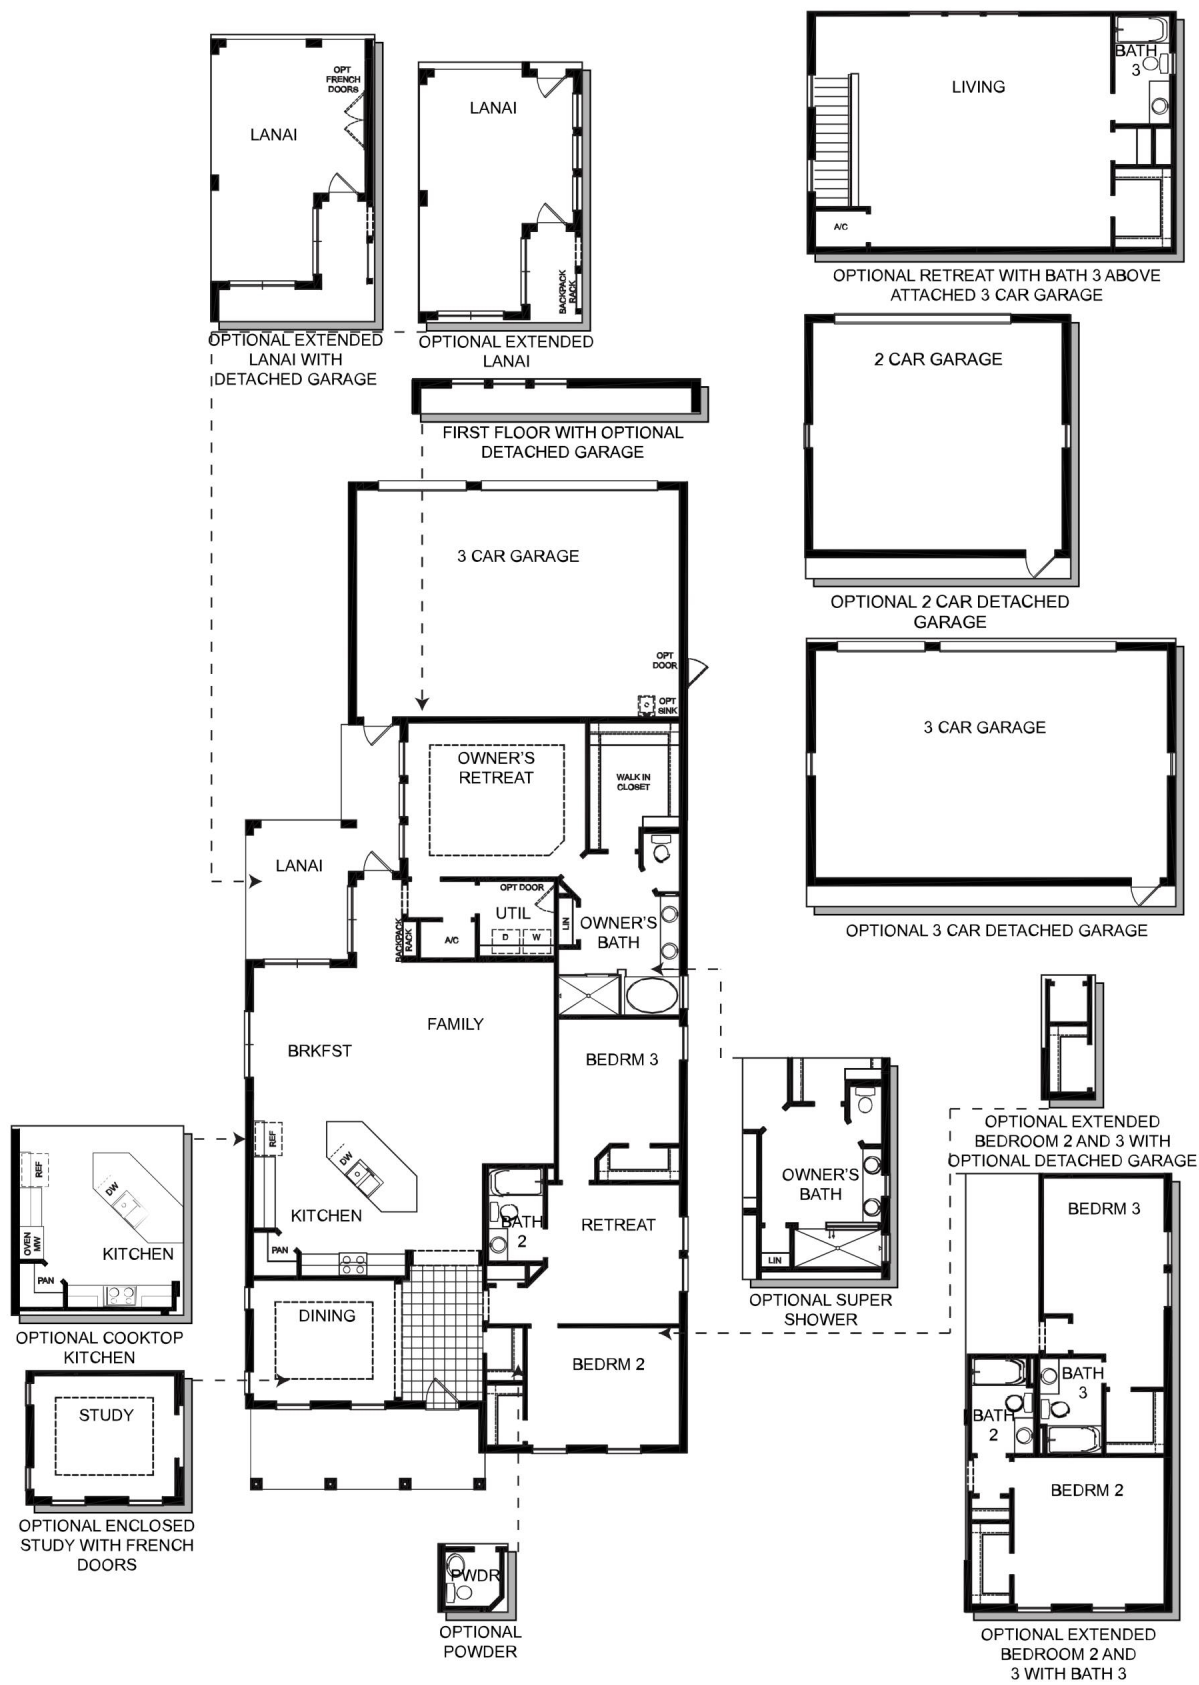 OPT
FRENCH
DOORS
LANAI
OPTIONAL EXTENDED
LANAI WITH
DETACHED GARAGE
LANAI
BACKPACK
RACK
OPTIONAL EXTENDED
LANAI
LIVING
BATH
3
A/C
OPTIONAL RETREAT WITH BATH 3 ABOVE
ATTACHED 3 CAR GARAGE
FIRST FLOOR WITH OPTIONAL
DETACHED GARAGE
2 CAR GARAGE
OPTIONAL 2 CAR DETACHED
GARAGE
3 CAR GARAGE
OPTIONAL 3 CAR DETACHED GARAGE
3 CAR GARAGE
OPT
DOOR
OPT
SINK
OWNER'S
RETREAT
WALK IN
CLOSET
LANAI
OPT DOOR
UTIL
LIN
OWNER'S
BATH
BACKPACK
RACK
A/C
D
W
FAMILY
BRKFST
BEDRM 3
REF
DW
KITCHEN
PAN
BATH
2
RETREAT
DINING
BEDRM 2
REF
DW
OVEN
MW
KITCHEN
PAN
OPTIONAL COOKTOP
KITCHEN
STUDY
OPTIONAL ENCLOSED
STUDY WITH FRENCH
DOORS
PWDR
OPTIONAL
POWDER
OWNER'S
BATH
LIN
OPTIONAL SUPER
SHOWER
OPTIONAL EXTENDED
BEDROOM 2 AND 3 WITH
OPTIONAL DETACHED GARAGE
BEDRM 3
BATH
3
BATH
2
BEDRM 2
OPTIONAL EXTENDED
BEDROOM 2 AND
3 WITH BATH 3